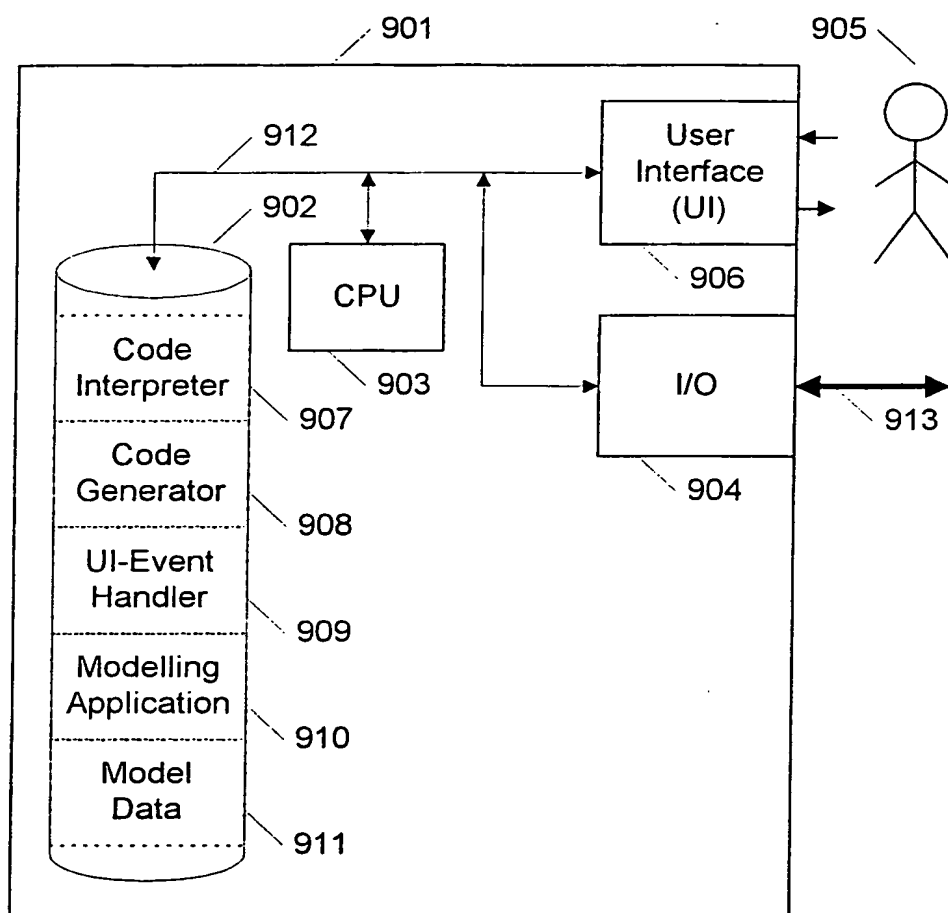 901
905
912
User
Interface
(UI)
902
906
CPU
903
I/O
913
904
Code
Interpreter
907
Code
Generator
908
UI-Event
Handler
909
Modelling
Application
910
Model
Data
911